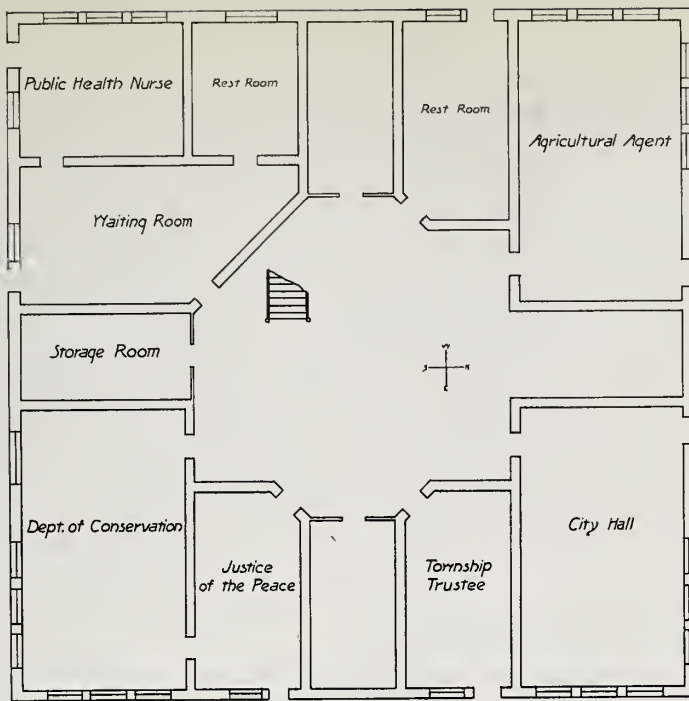 Public Health Nurse
Rest Room
Rest Room
Agricultural Agent
Waiting Room
Storage Room
W
S
N
E
Dept. of Conservation
City Hall
Justice
of the Peace
Township
Trustee